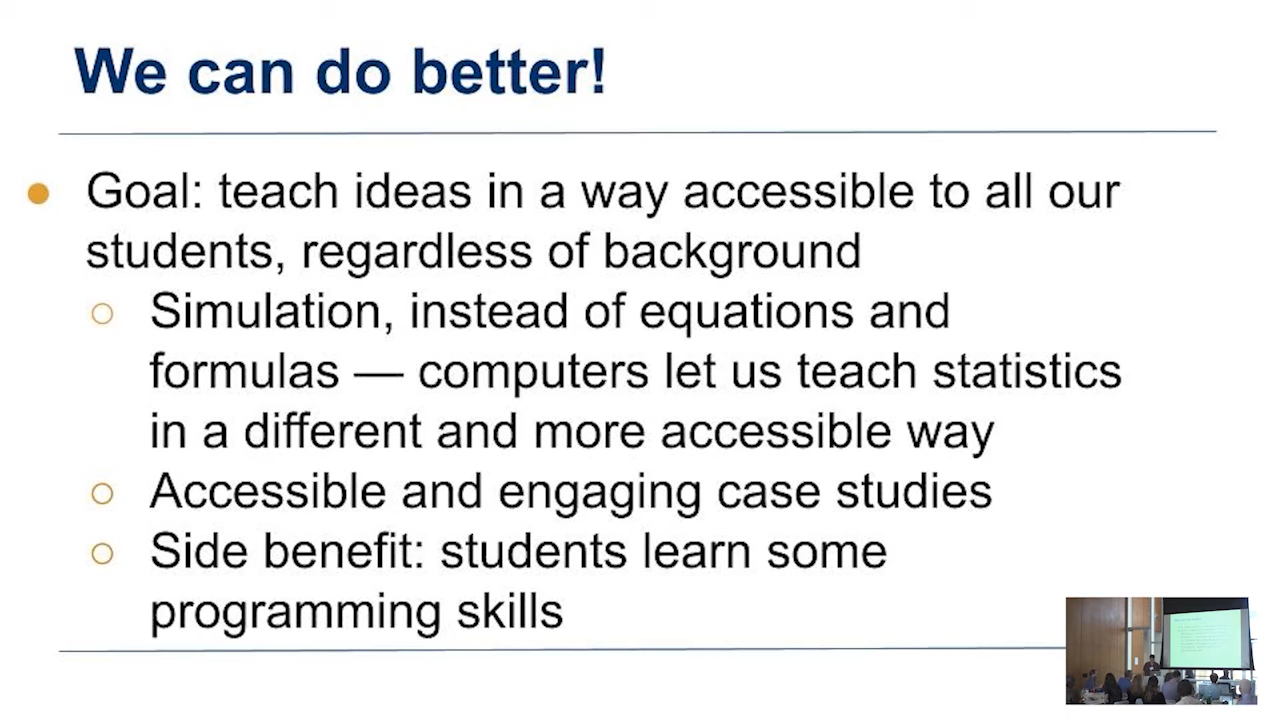 We can do better!
● Goal: teach ideas in a way accessible to all our
students, regardless of background
○ Simulation, instead of equations and
formulas — computers let us teach statistics
in a different and more accessible way
○ Accessible and engaging case studies
○ Side benefit: students learn some
programming skills